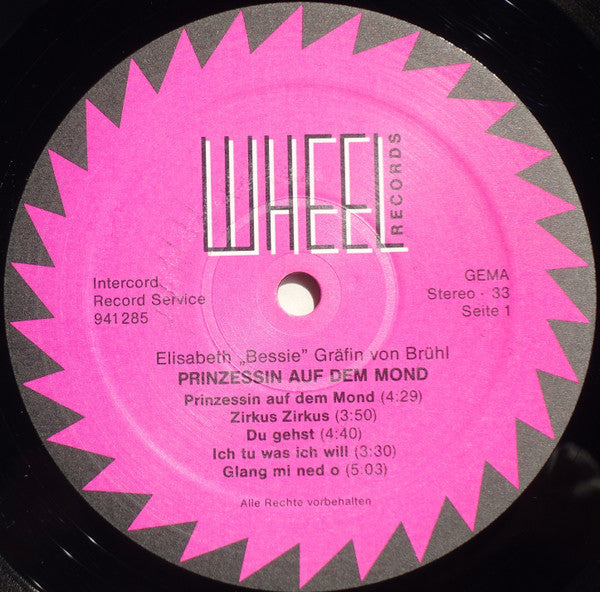 WHEEL
RECORDS
Intercord
Record Service
941285
GEMA
Stereo · 33
Seite 1
Elisabeth „Bessie” Gräfin von Brühl
PRINZESSIN AUF DEM MOND
Prinzessin auf dem Mond (4:29)
Zirkus Zirkus (3:50)
Du gehst (4:40)
Ich tu was ich will (3:30)
Glang mi ned o (5:03)
Alle Rechte vorbehalten